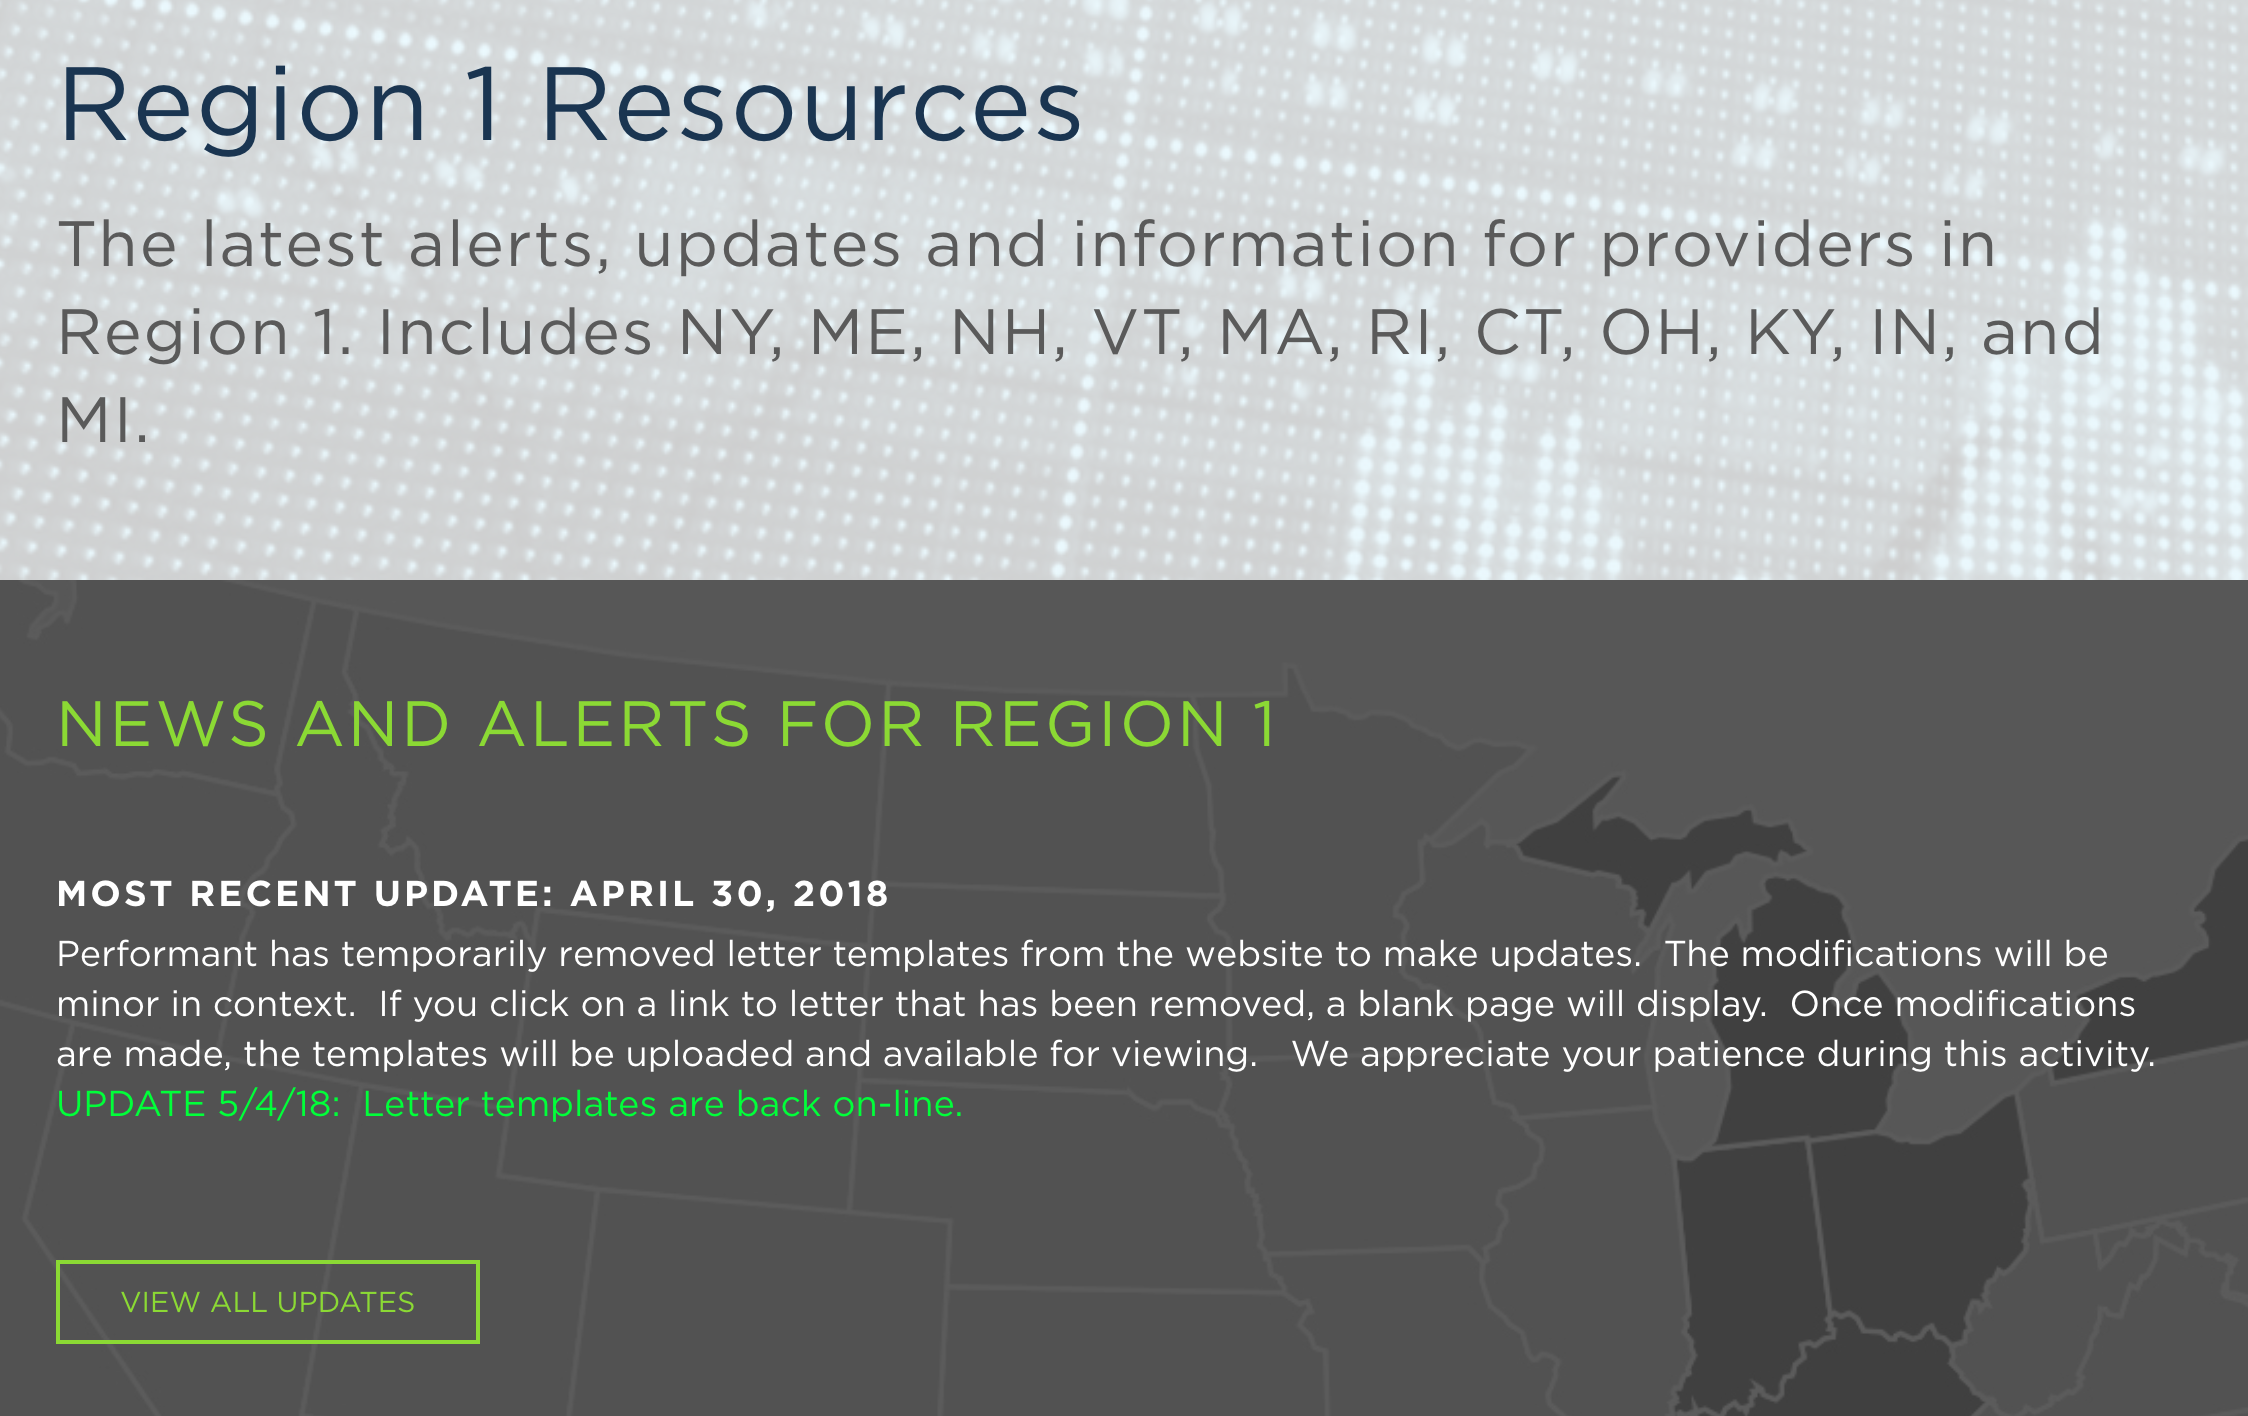 Region 1 Resources
The latest alerts, updates and information for providers in
Region 1. Includes NY, ME, NH, VT, MA, RI, CT, OH, KY, IN, and
MI.
NEWS AND ALERTS FOR REGION 1
MOST RECENT UPDATE: APRIL 30, 2018
Performant has temporarily removed letter templates from the website to make updates.  The modifications will be
minor in context.  If you click on a link to letter that has been removed, a blank page will display.  Once modifications
are made, the templates will be uploaded and available for viewing.   We appreciate your patience during this activity.
UPDATE 5/4/18:  Letter templates are back on-line.
VIEW ALL UPDATES